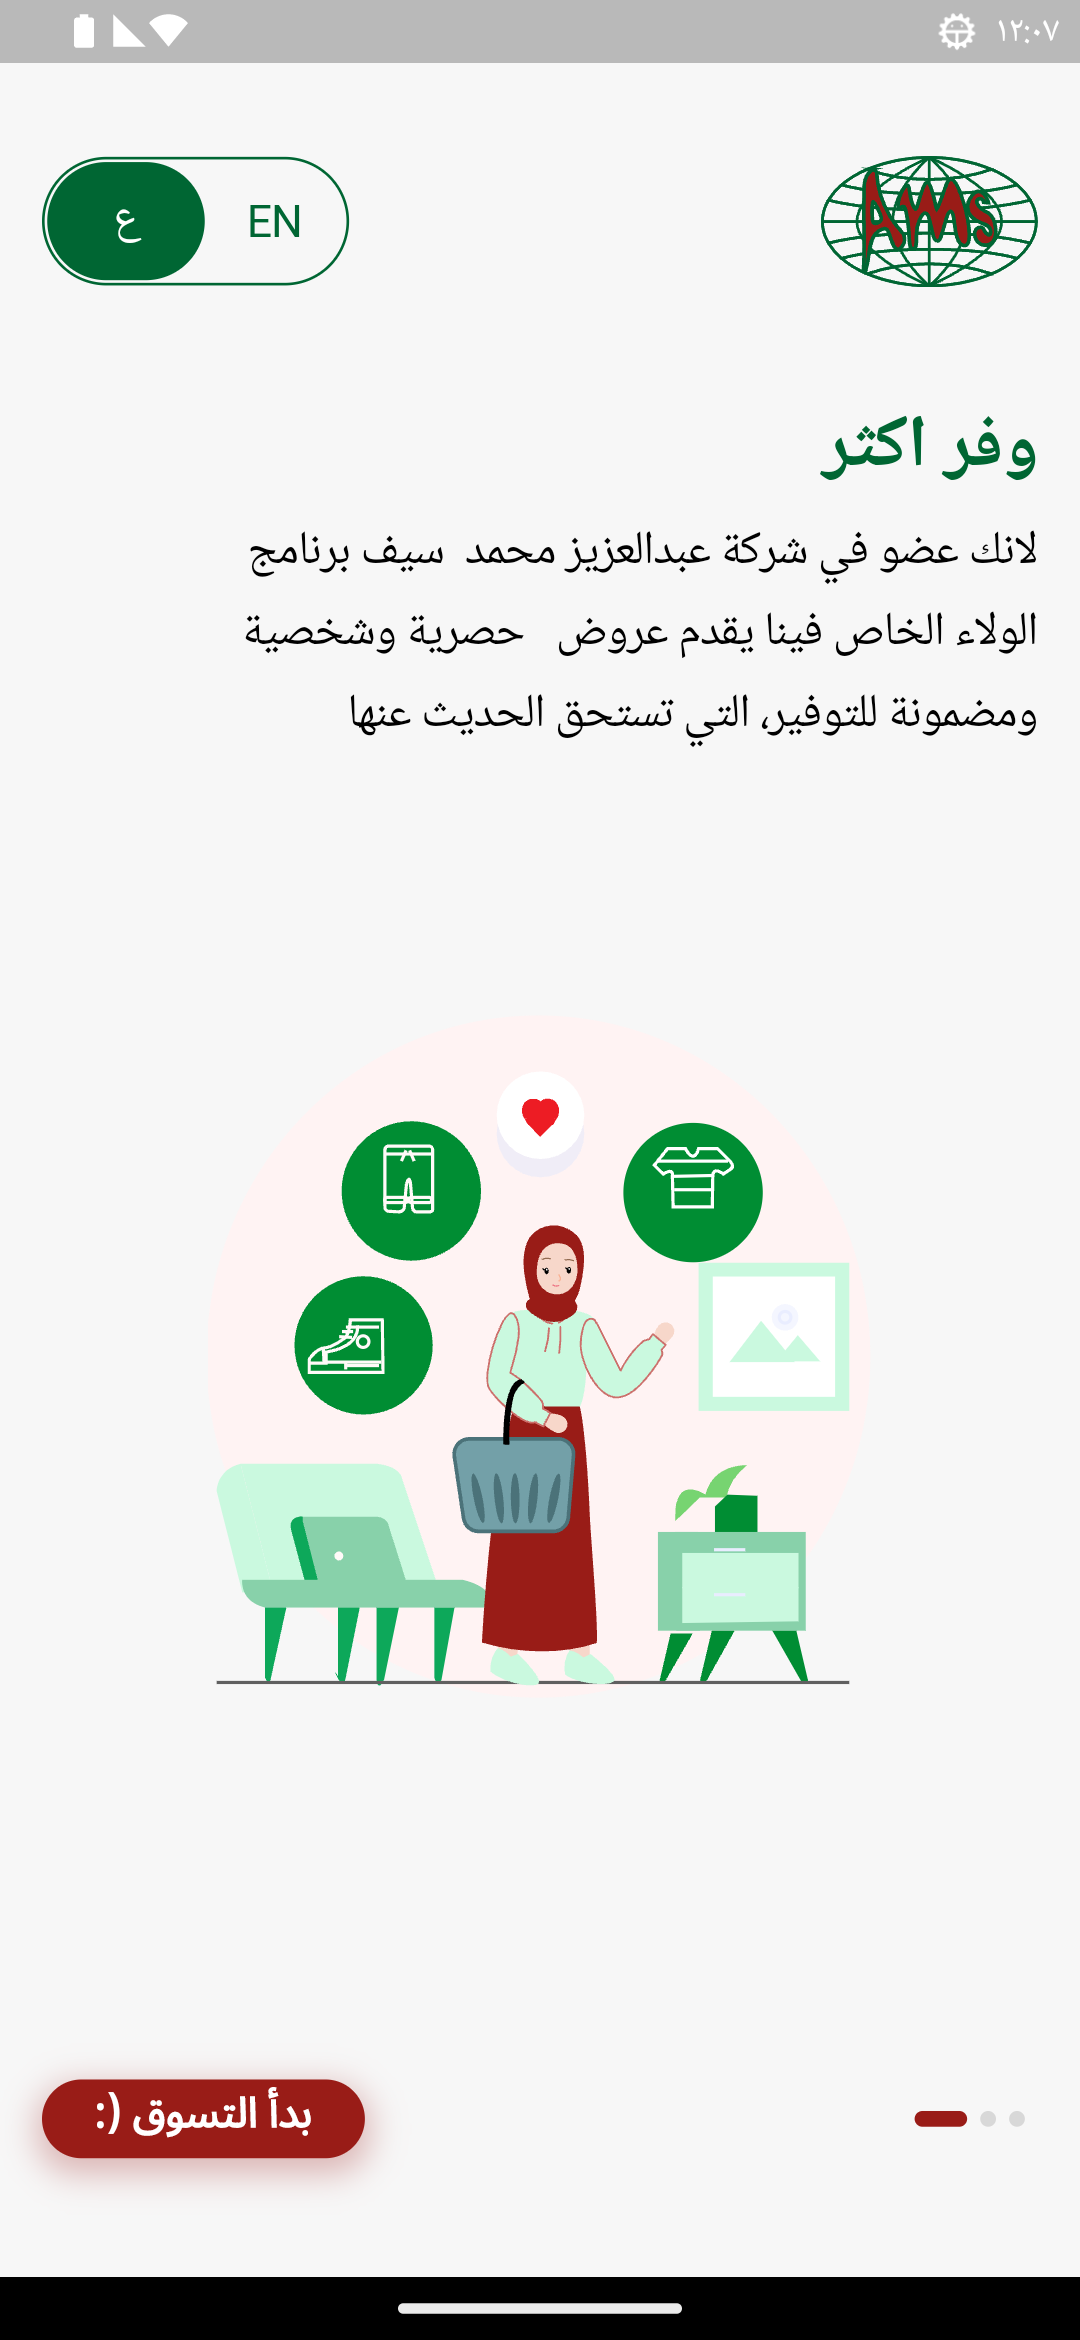 ١٢:٠٧
AMS
EN
ع
وفر اكثر
لانك عضو في شركة عبدالعزيز محمد سيف برنامج
الولاء الخاص فينا يقدم عروض حصرية وشخصية
ومضمونة للتوفير، التي تستحق الحديث عنها
بدأ التسوق (: